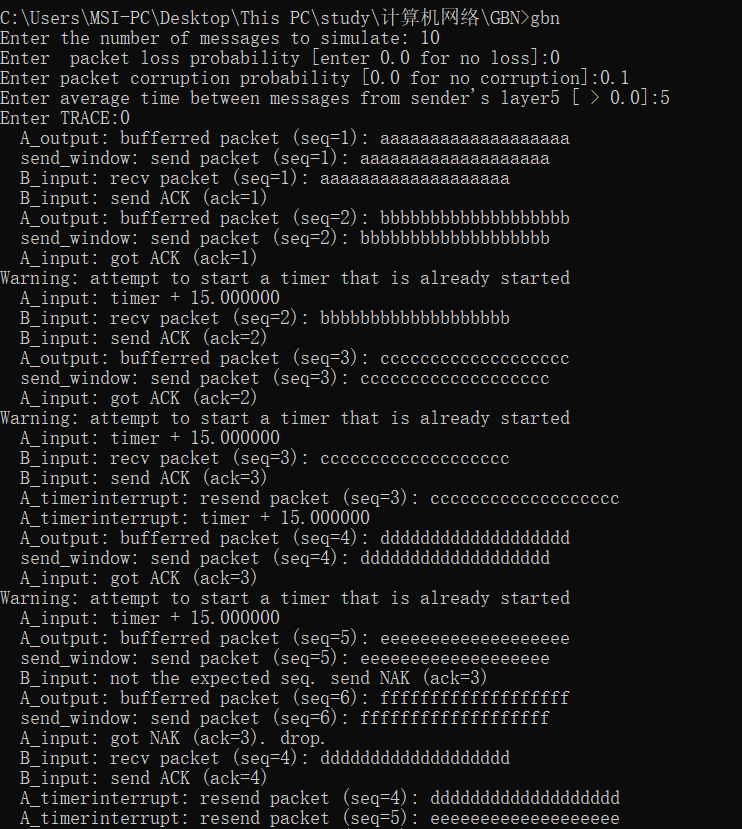 C:\Users\MSI-PC\Desktop\This PC\study\计算机网络\GBN>gbn
Enter the number of messages to simulate: 10
Enter  packet loss probability [enter 0.0 for no loss]:0
Enter packet corruption probability [0.0 for no corruption]:0.1
Enter average time between messages from sender's layer5 [ > 0.0]:5
Enter TRACE:0
  A_output: bufferred packet (seq=1): aaaaaaaaaaaaaaaaaaa
  send_window: send packet (seq=1): aaaaaaaaaaaaaaaaaaa
  B_input: recv packet (seq=1): aaaaaaaaaaaaaaaaaaa
  B_input: send ACK (ack=1)
  A_output: bufferred packet (seq=2): bbbbbbbbbbbbbbbbbbb
  send_window: send packet (seq=2): bbbbbbbbbbbbbbbbbbb
  A_input: got ACK (ack=1)
Warning: attempt to start a timer that is already started
  A_input: timer + 15.000000
  B_input: recv packet (seq=2): bbbbbbbbbbbbbbbbbbb
  B_input: send ACK (ack=2)
  A_output: bufferred packet (seq=3): ccccccccccccccccccc
  send_window: send packet (seq=3): ccccccccccccccccccc
  A_input: got ACK (ack=2)
Warning: attempt to start a timer that is already started
  A_input: timer + 15.000000
  B_input: recv packet (seq=3): ccccccccccccccccccc
  B_input: send ACK (ack=3)
  A_timerinterrupt: resend packet (seq=3): ccccccccccccccccccc
  A_timerinterrupt: timer + 15.000000
  A_output: bufferred packet (seq=4): ddddddddddddddddddd
  send_window: send packet (seq=4): ddddddddddddddddddd
  A_input: got ACK (ack=3)
Warning: attempt to start a timer that is already started
  A_input: timer + 15.000000
  A_output: bufferred packet (seq=5): eeeeeeeeeeeeeeeeeee
  send_window: send packet (seq=5): eeeeeeeeeeeeeeeeeee
  B_input: not the expected seq. send NAK (ack=3)
  A_output: bufferred packet (seq=6): fffffffffffffffffff
  send_window: send packet (seq=6): fffffffffffffffffff
  A_input: got NAK (ack=3). drop.
  B_input: recv packet (seq=4): ddddddddddddddddddd
  B_input: send ACK (ack=4)
  A_timerinterrupt: resend packet (seq=4): ddddddddddddddddddd
  A_timerinterrupt: resend packet (seq=5): eeeeeeeeeeeeeeeeeee